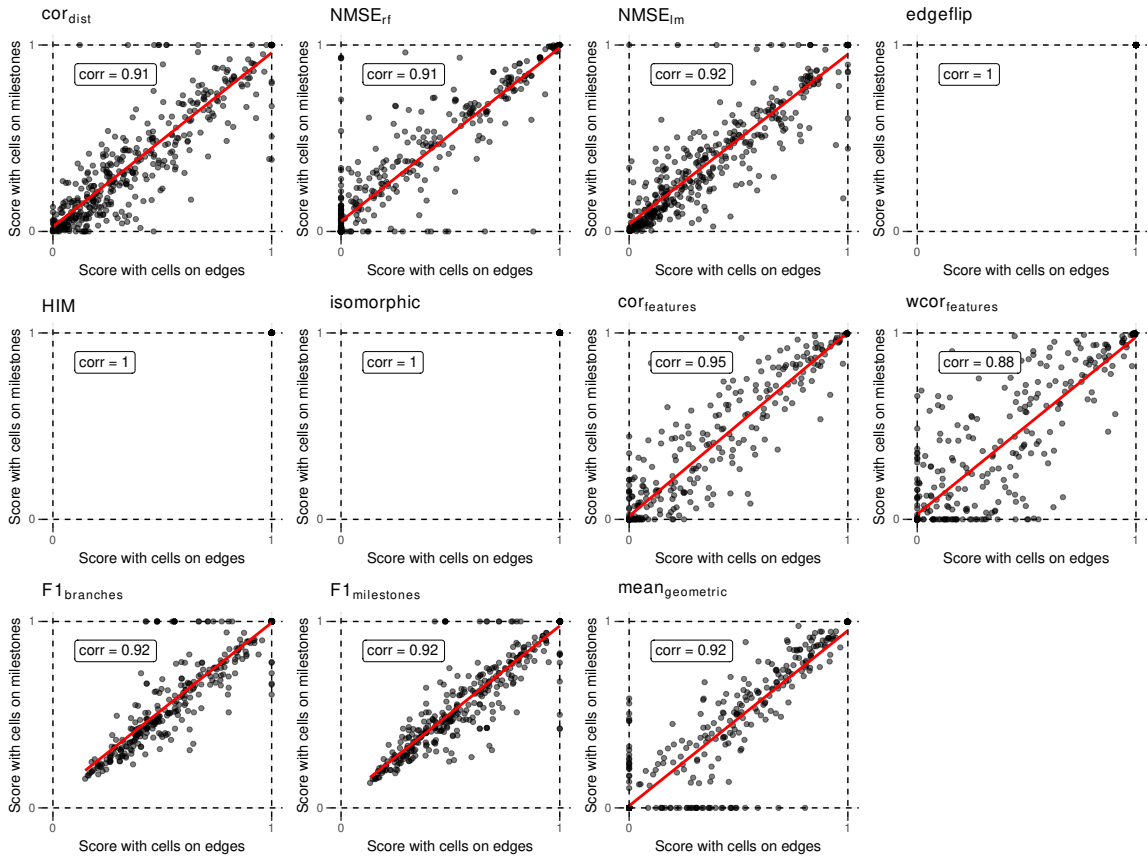 cor_dist NMSE_rf NMSE_lm edgeflip
Score with cells on milestones
1
0
corr = 0.91
0 1
Score with cells on edges
Score with cells on milestones
1
0
corr = 0.91
0 1
Score with cells on edges
Score with cells on milestones
1
0
corr = 0.92
0 1
Score with cells on edges
Score with cells on milestones
1
0
corr = 1
0 1
Score with cells on edges
HIM isomorphic cor_features wcor_features
Score with cells on milestones
1
0
corr = 1
0 1
Score with cells on edges
Score with cells on milestones
1
0
corr = 1
0 1
Score with cells on edges
Score with cells on milestones
1
0
corr = 0.95
0 1
Score with cells on edges
Score with cells on milestones
1
0
corr = 0.88
0 1
Score with cells on edges
F1_branches F1_milestones mean_geometric
Score with cells on milestones
1
0
corr = 0.92
0 1
Score with cells on edges
Score with cells on milestones
1
0
corr = 0.92
0 1
Score with cells on edges
Score with cells on milestones
1
0
corr = 0.92
0 1
Score with cells on edges